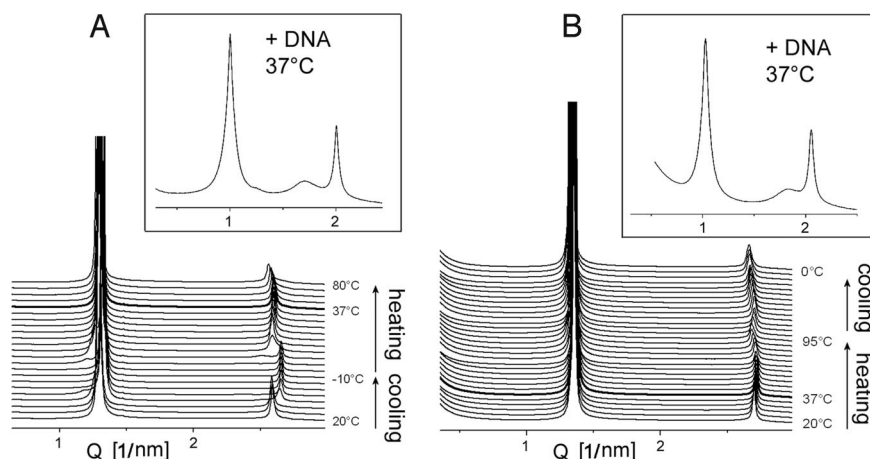 A
+ DNA
37°C
1 2
80°C
37°C
-10°C
20°C
heating
cooling
1 2
Q [1/nm]
B
+ DNA
37°C
1 2
0°C
95°C
37°C
20°C
cooling
heating
1 2
Q [1/nm]